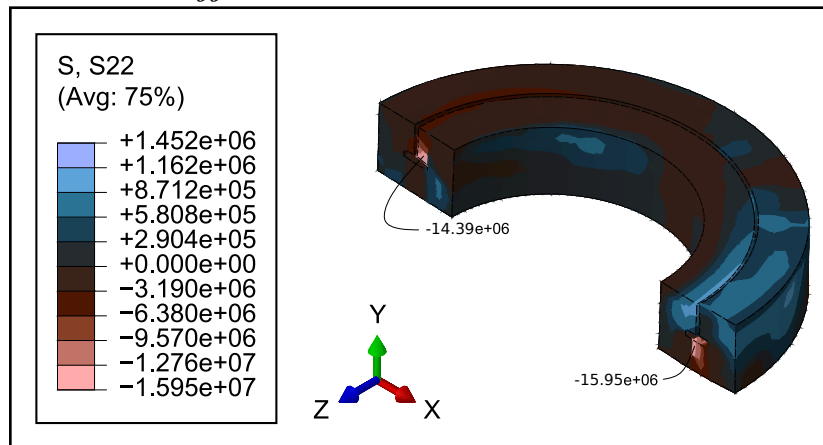 S, S22
(Avg: 75%)
+1.452e+06
+1.162e+06
+8.712e+05
+5.808e+05
+2.904e+05
+0.000e+00
−3.190e+06
−6.380e+06
−9.570e+06
−1.276e+07
−1.595e+07
-14.39e+06
-15.95e+06
Y
Z
X